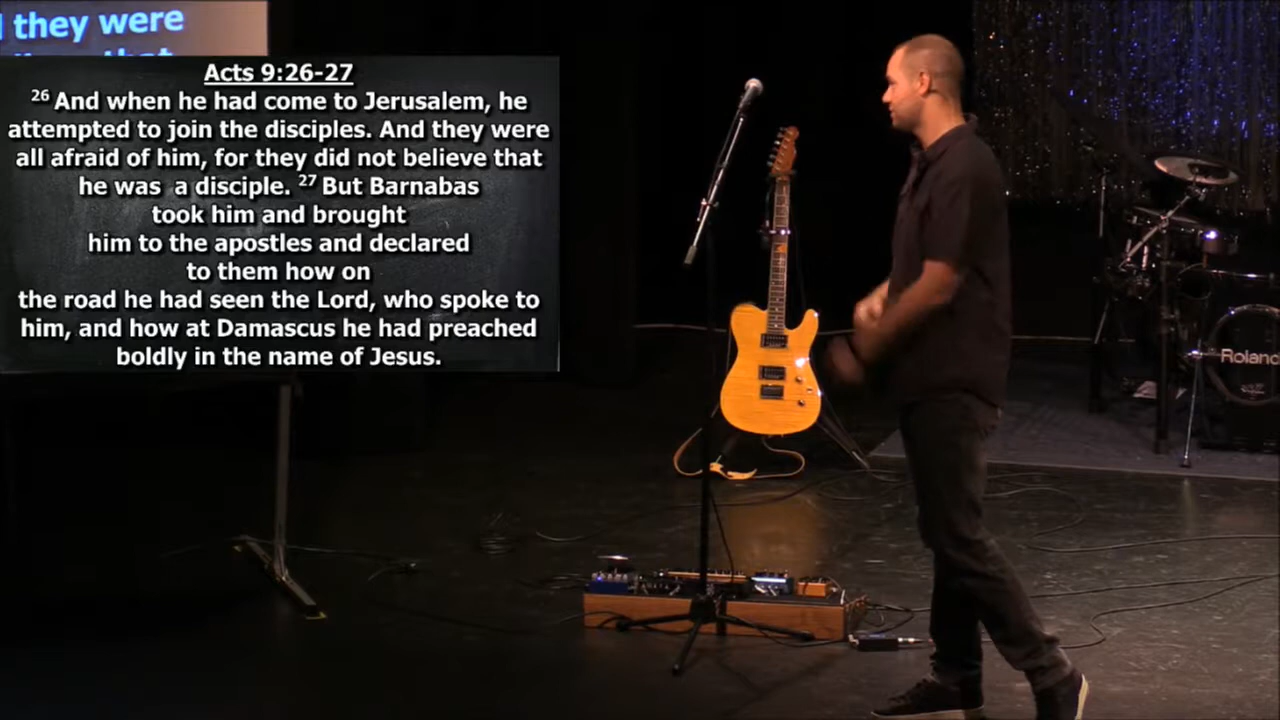 they were
that
Acts 9:26-27
26 And when he had come to Jerusalem, he
attempted to join the disciples. And they were
all afraid of him, for they did not believe that
he was a disciple. 27 But Barnabas
took him and brought
him to the apostles and declared
to them how on
the road he had seen the Lord, who spoke to
him, and how at Damascus he had preached
boldly in the name of Jesus.
Roland